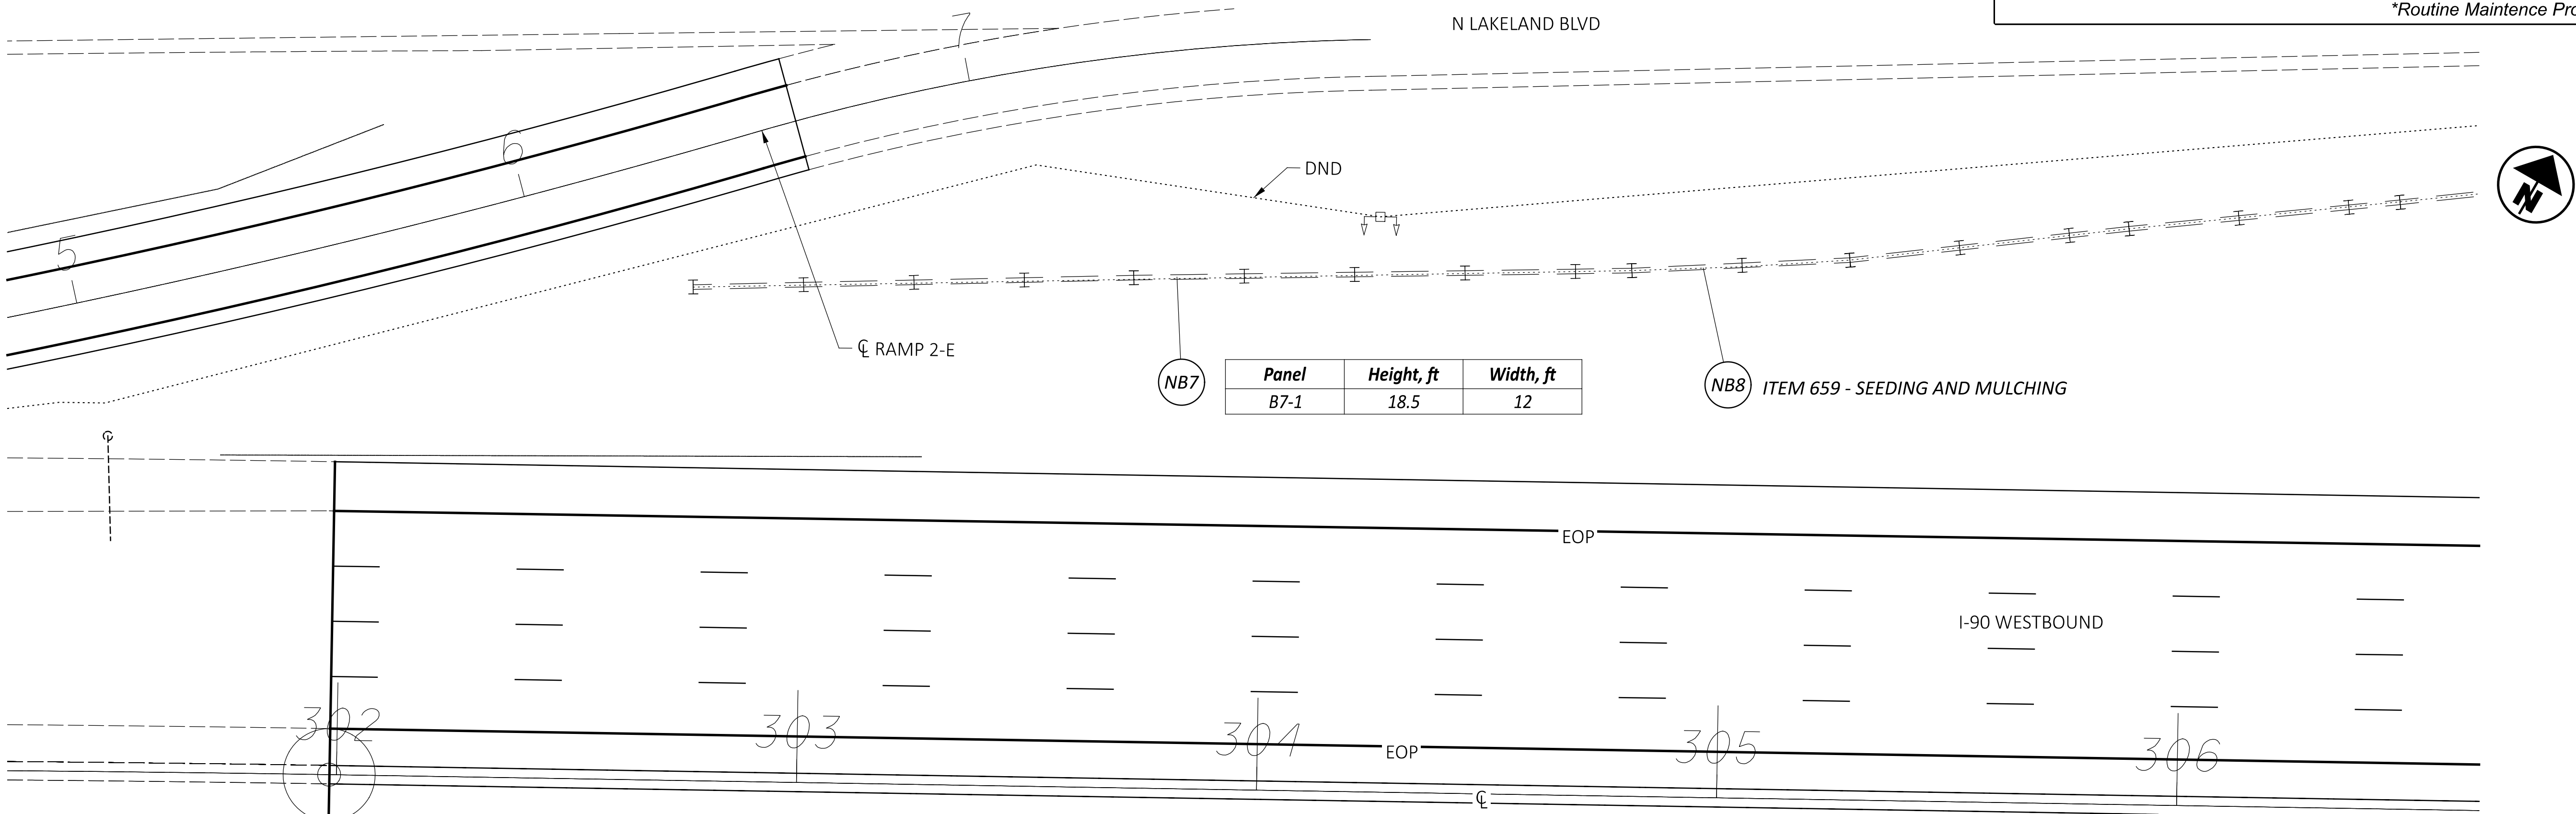 *Routine Maintence Pro
N LAKELAND BLVD
7
6
5
DND
N
℄ RAMP 2-E
NB7
Panel Height, ft Width, ft
B7-1 18.5 12
NB8 ITEM 659 - SEEDING AND MULCHING
EOP
I-90 WESTBOUND
302 303 304 305 306
EOP
℄